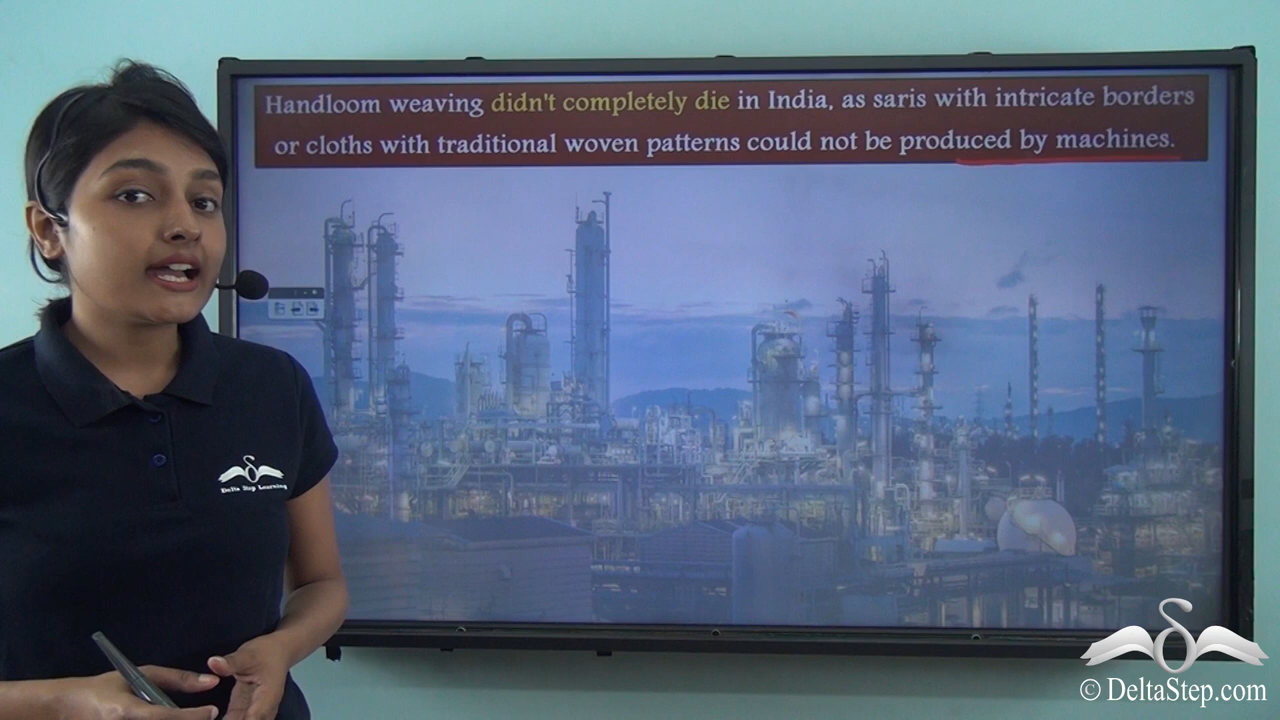 Handloom weaving didn't completely die in India, as saris with intricate borders
or cloths with traditional woven patterns could not be produced by machines.
Delta Step Learning
© DeltaStep.com